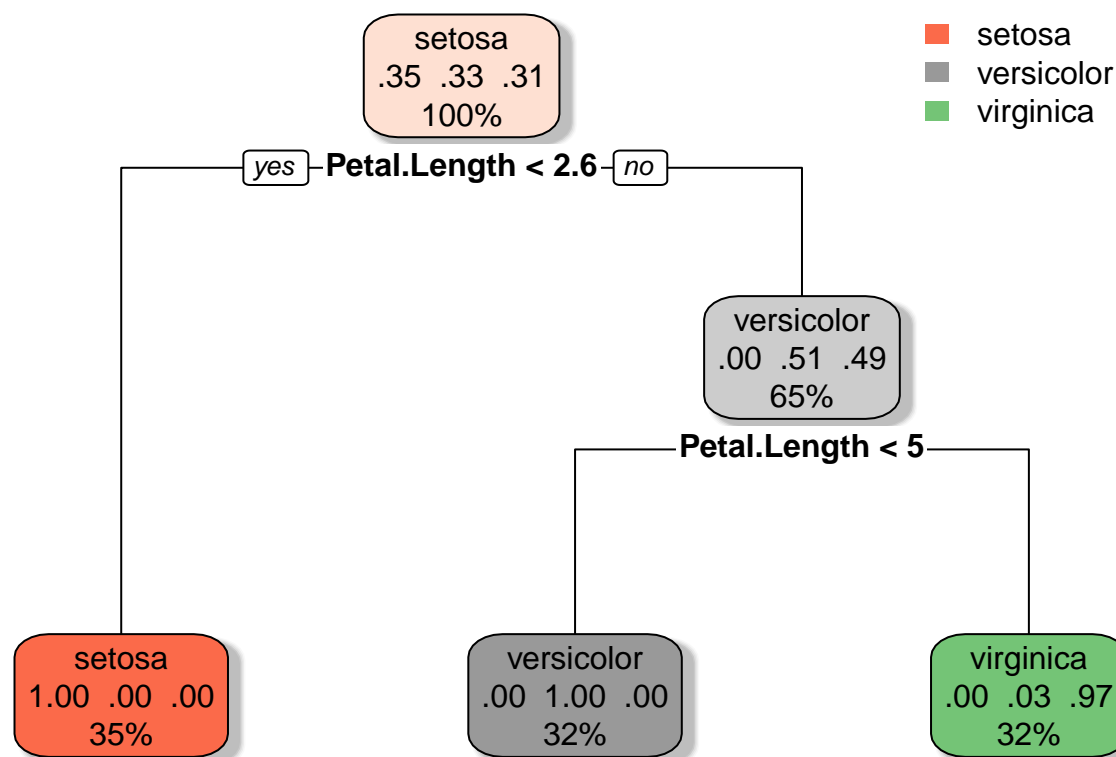 setosa
.35 .33 .31
100%
setosa
versicolor
virginica
yes Petal.Length < 2.6 no
versicolor
.00 .51 .49
65%
Petal.Length < 5
setosa
1.00 .00 .00
35%
versicolor
.00 1.00 .00
32%
virginica
.00 .03 .97
32%